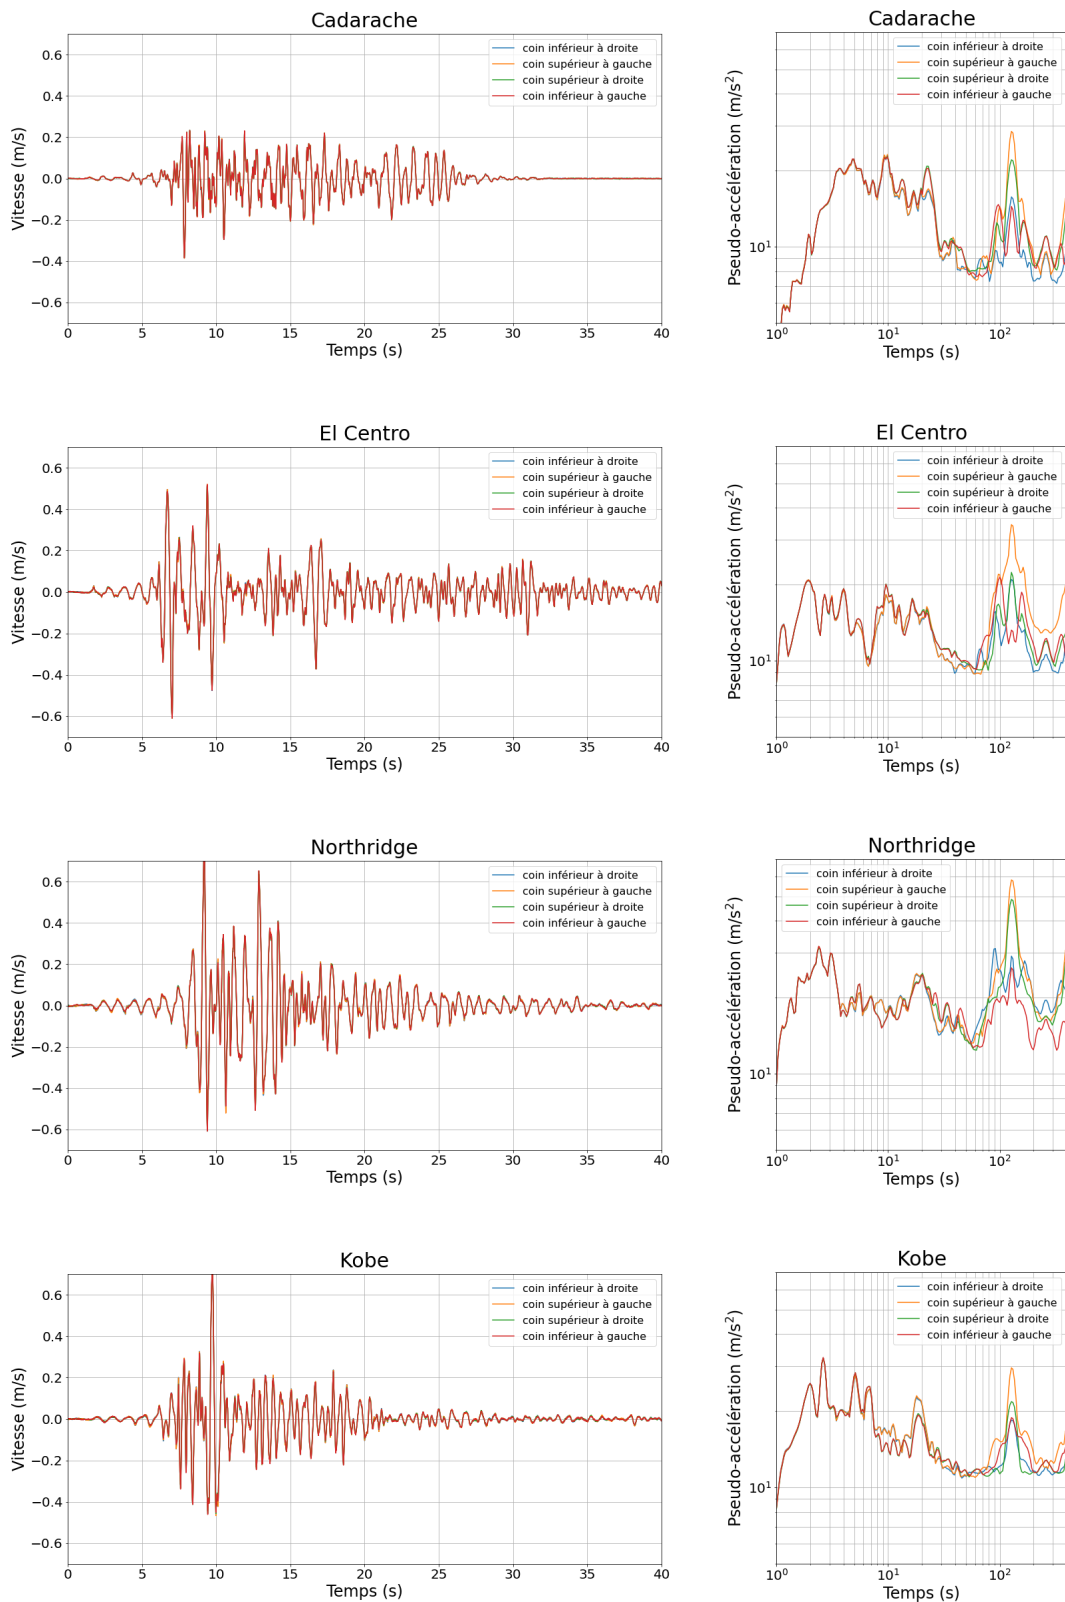 Cadarache
Vitesse (m/s)
0.6
0.4
0.2
0.0
−0.2
−0.4
−0.6
coin inférieur à droite
coin supérieur à gauche
coin supérieur à droite
coin inférieur à gauche
0 5 10 15 20 25 30 35 40
Temps (s)
Cadarache
Pseudo-accélération (m/s²)
10¹
coin inférieur à droite
coin supérieur à gauche
coin supérieur à droite
coin inférieur à gauche
10⁰ 10¹ 10²
Temps (s)
El Centro
Vitesse (m/s)
0.6
0.4
0.2
0.0
−0.2
−0.4
−0.6
coin inférieur à droite
coin supérieur à gauche
coin supérieur à droite
coin inférieur à gauche
0 5 10 15 20 25 30 35 40
Temps (s)
El Centro
Pseudo-accélération (m/s²)
10¹
coin inférieur à droite
coin supérieur à gauche
coin supérieur à droite
coin inférieur à gauche
10⁰ 10¹ 10²
Temps (s)
Northridge
Vitesse (m/s)
0.6
0.4
0.2
0.0
−0.2
−0.4
−0.6
coin inférieur à droite
coin supérieur à gauche
coin supérieur à droite
coin inférieur à gauche
0 5 10 15 20 25 30 35 40
Temps (s)
Northridge
Pseudo-accélération (m/s²)
10¹
coin inférieur à droite
coin supérieur à gauche
coin supérieur à droite
coin inférieur à gauche
10⁰ 10¹ 10²
Temps (s)
Kobe
Vitesse (m/s)
0.6
0.4
0.2
0.0
−0.2
−0.4
−0.6
coin inférieur à droite
coin supérieur à gauche
coin supérieur à droite
coin inférieur à gauche
0 5 10 15 20 25 30 35 40
Temps (s)
Kobe
Pseudo-accélération (m/s²)
10¹
coin inférieur à droite
coin supérieur à gauche
coin supérieur à droite
coin inférieur à gauche
10⁰ 10¹ 10²
Temps (s)